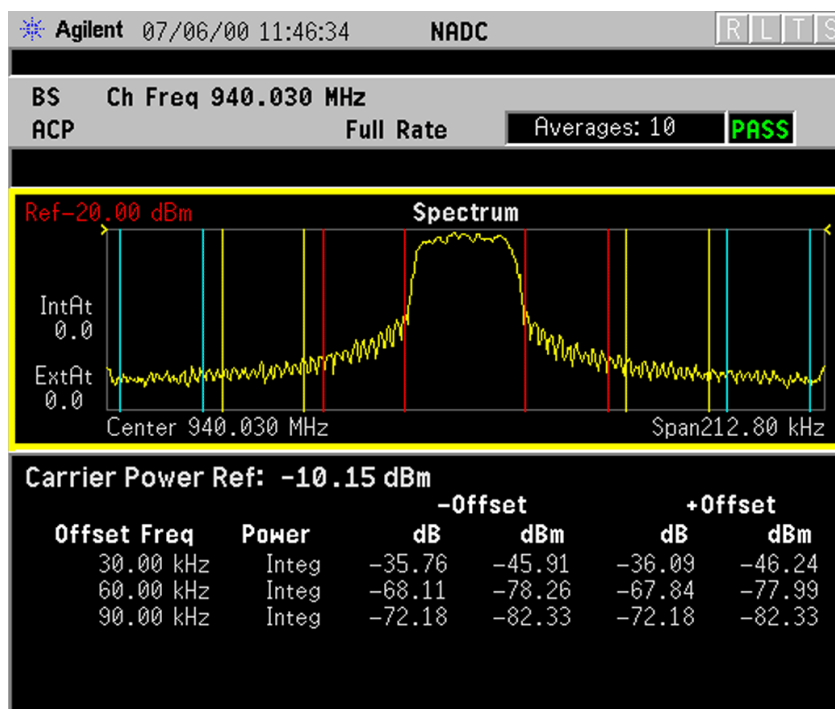 Agilent 07/06/00 11:46:34 NADC R L T S
BS Ch Freq 940.030 MHz
ACP Full Rate Averages: 10 PASS
Ref-20.00 dBm Spectrum
IntAt
0.0
ExtAt
0.0
Center 940.030 MHz Span212.80 kHz
Carrier Power Ref: -10.15 dBm
-Offset +Offset
Offset Freq Power dB dBm dB dBm
30.00 kHz Integ -35.76 -45.91 -36.09 -46.24
60.00 kHz Integ -68.11 -78.26 -67.84 -77.99
90.00 kHz Integ -72.18 -82.33 -72.18 -82.33